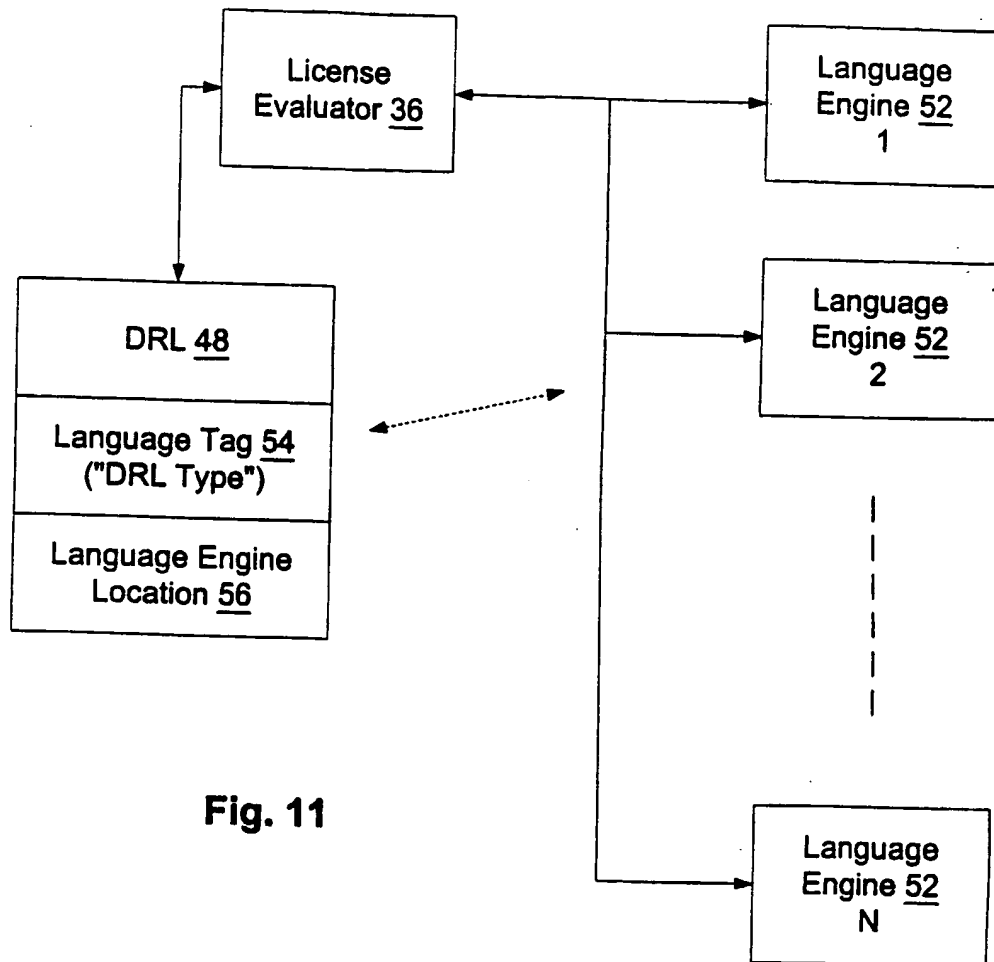 License
Evaluator 36
Language
Engine 52
1
DRL 48
Language Tag 54
("DRL Type")
Language Engine
Location 56
Language
Engine 52
2
Language
Engine 52
N
Fig. 11